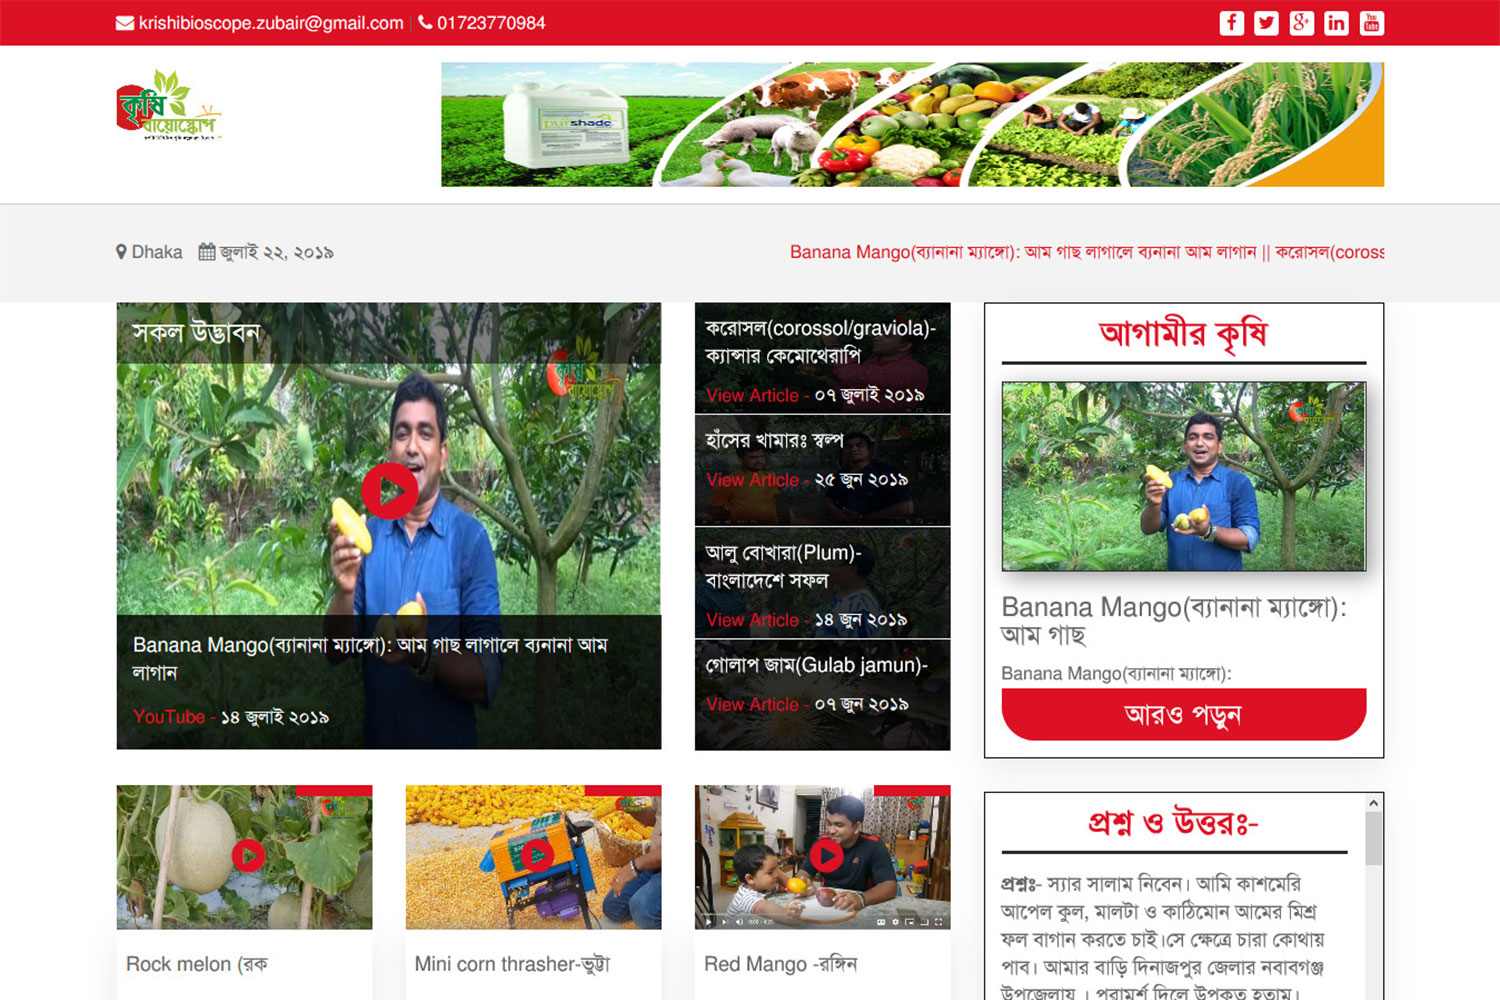 krishibioscope.zubair@gmail.com | 01723770984
কৃষি
বায়োস্কোপ
purshade
Dhaka জুলাই ২২, ২০১৯
Banana Mango(ব্যানানা ম্যাঙ্গো): আম গাছ লাগালে ব্যনানা আম লাগান || করোসল(coross
সকল উদ্ভাবন
কৃষি
বায়োস্কোপ
Banana Mango(ব্যানানা ম্যাঙ্গো): আম গাছ লাগালে ব্যনানা আম
লাগান
YouTube - ১৪ জুলাই ২০১৯
করোসল(corossol/graviola)-
ক্যান্সার কেমোথেরাপি
View Article - ০৭ জুলাই ২০১৯
হাঁসের খামারঃ স্বল্প
View Article - ২৫ জুন ২০১৯
আলু বোখারা(Plum)-
বাংলাদেশে সফল
View Article - ১৪ জুন ২০১৯
গোলাপ জাম(Gulab jamun)-
View Article - ০৭ জুন ২০১৯
আগামীর কৃষি
Banana Mango(ব্যানানা ম্যাঙ্গো):
আম গাছ
Banana Mango(ব্যানানা ম্যাঙ্গো):
আরও পড়ুন
Rock melon (রক
Mini corn thrasher-ভুট্টা
Red Mango -রঙ্গিন
প্রশ্ন ও উত্তরঃ-
প্রশ্নঃ- স্যার সালাম নিবেন। আমি কাশমেরি
আপেল কুল, মালটা ও কাঠিমোন আমের মিশ্র
ফল বাগান করতে চাই।সে ক্ষেত্রে চারা কোথায়
পাব। আমার বাড়ি দিনাজপুর জেলার নবাবগঞ্জ
উপজেলায় । পরামর্শ দিলে উপকৃত হতাম।